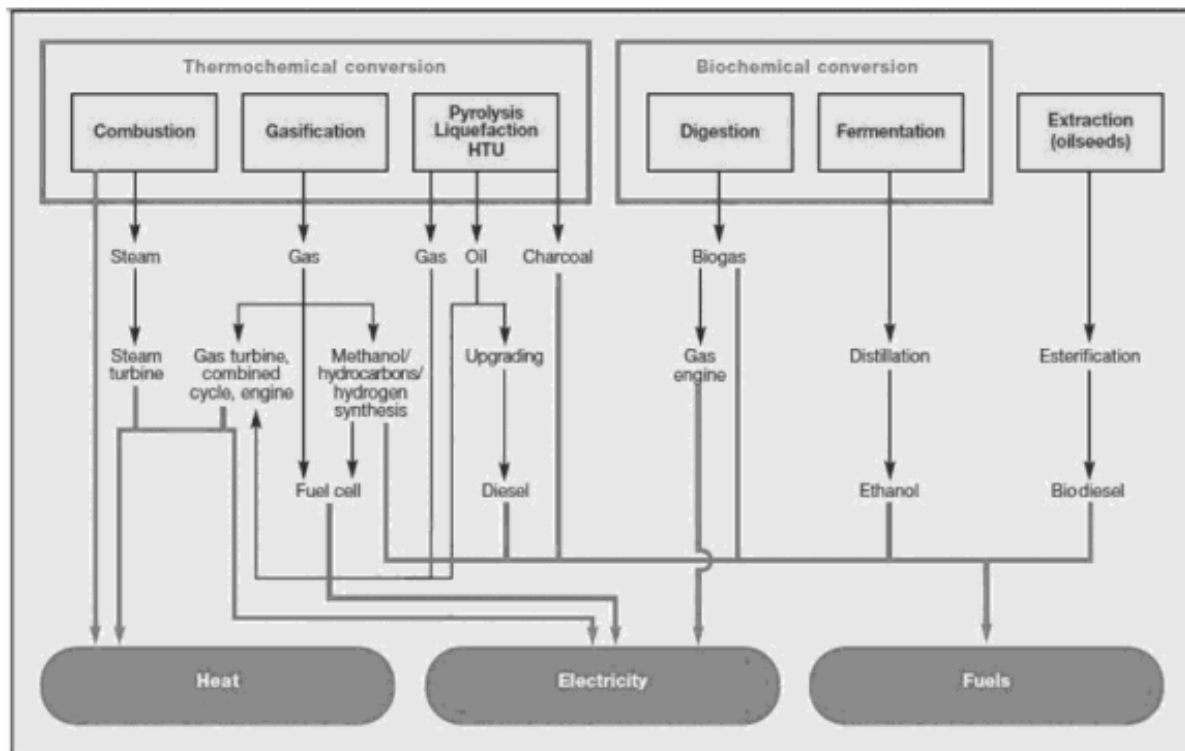 Thermochemical conversion
Biochemical conversion
Combustion
Gasification
Pyrolysis
Liquefaction
HTU
Digestion
Fermentation
Extraction
(oilseeds)
Steam
Gas
Gas
Oil
Charcoal
Biogas
Steam
turbine
Gas turbine,
combined
cycle, engine
Methanol/
hydrocarbons/
hydrogen
synthesis
Upgrading
Gas
engine
Distillation
Esterification
Fuel cell
Diesel
Ethanol
Biodiesel
Heat
Electricity
Fuels